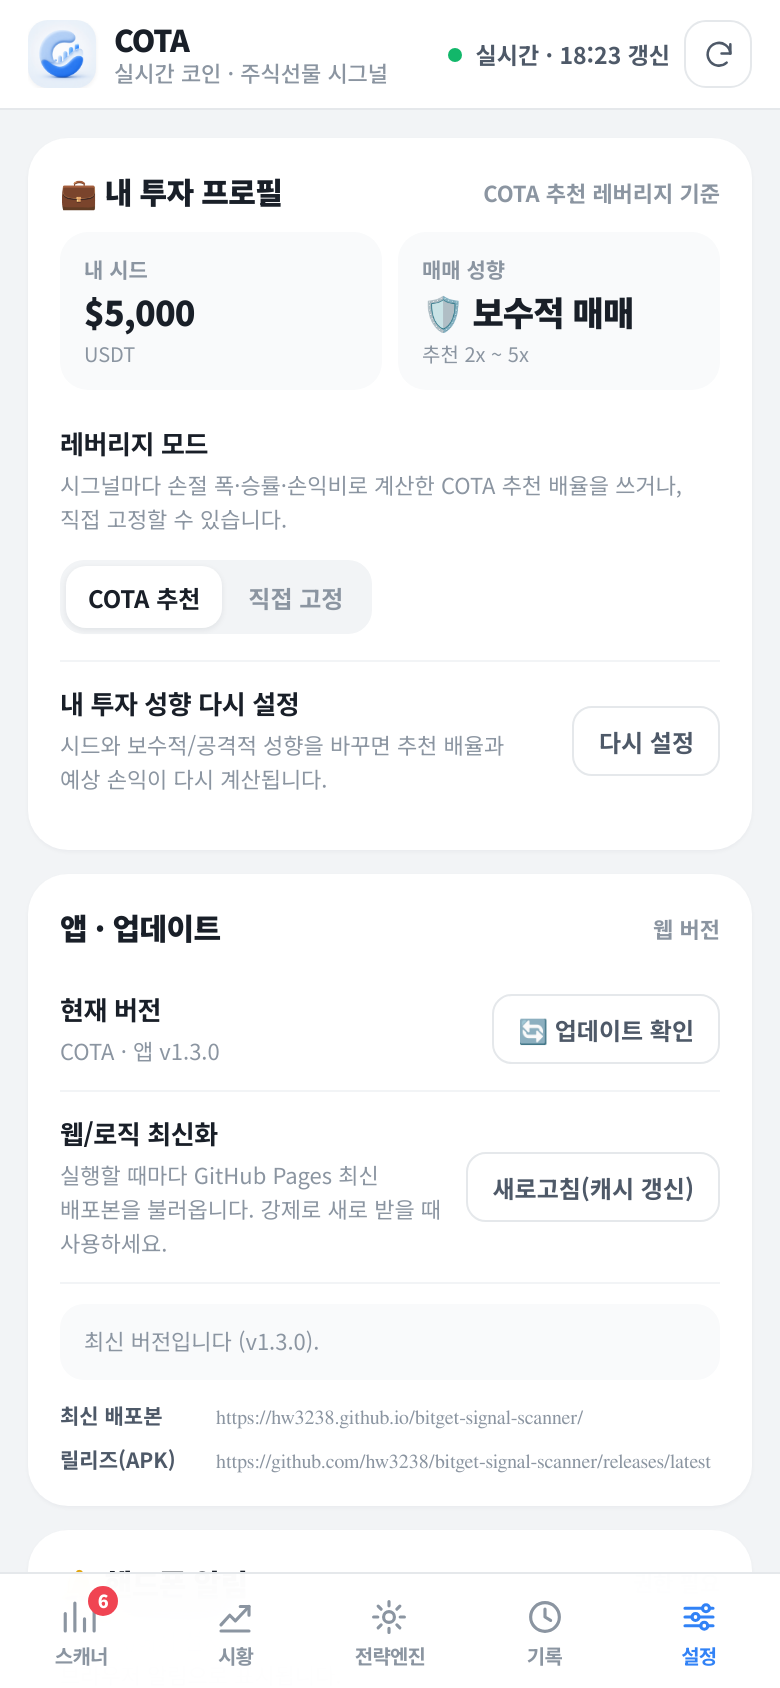 COTA
실시간 코인 · 주식선물 시그널
실시간 · 18:23 갱신
내 투자 프로필
COTA 추천 레버리지 기준
내 시드
$5,000
USDT
매매 성향
보수적 매매
추천 2x ~ 5x
레버리지 모드
시그널마다 손절 폭·승률·손익비로 계산한 COTA 추천 배율을 쓰거나,
직접 고정할 수 있습니다.
COTA 추천
직접 고정
내 투자 성향 다시 설정
시드와 보수적/공격적 성향을 바꾸면 추천 배율과
예상 손익이 다시 계산됩니다.
다시 설정
앱 · 업데이트
웹 버전
현재 버전
COTA · 앱 v1.3.0
업데이트 확인
웹/로직 최신화
실행할 때마다 GitHub Pages 최신
배포본을 불러옵니다. 강제로 새로 받을 때
사용하세요.
새로고침(캐시 갱신)
최신 버전입니다 (v1.3.0).
최신 배포본
https://hw3238.github.io/bitget-signal-scanner/
릴리즈(APK)
https://github.com/hw3238/bitget-signal-scanner/releases/latest
6
스캐너
시황
전략엔진
기록
설정